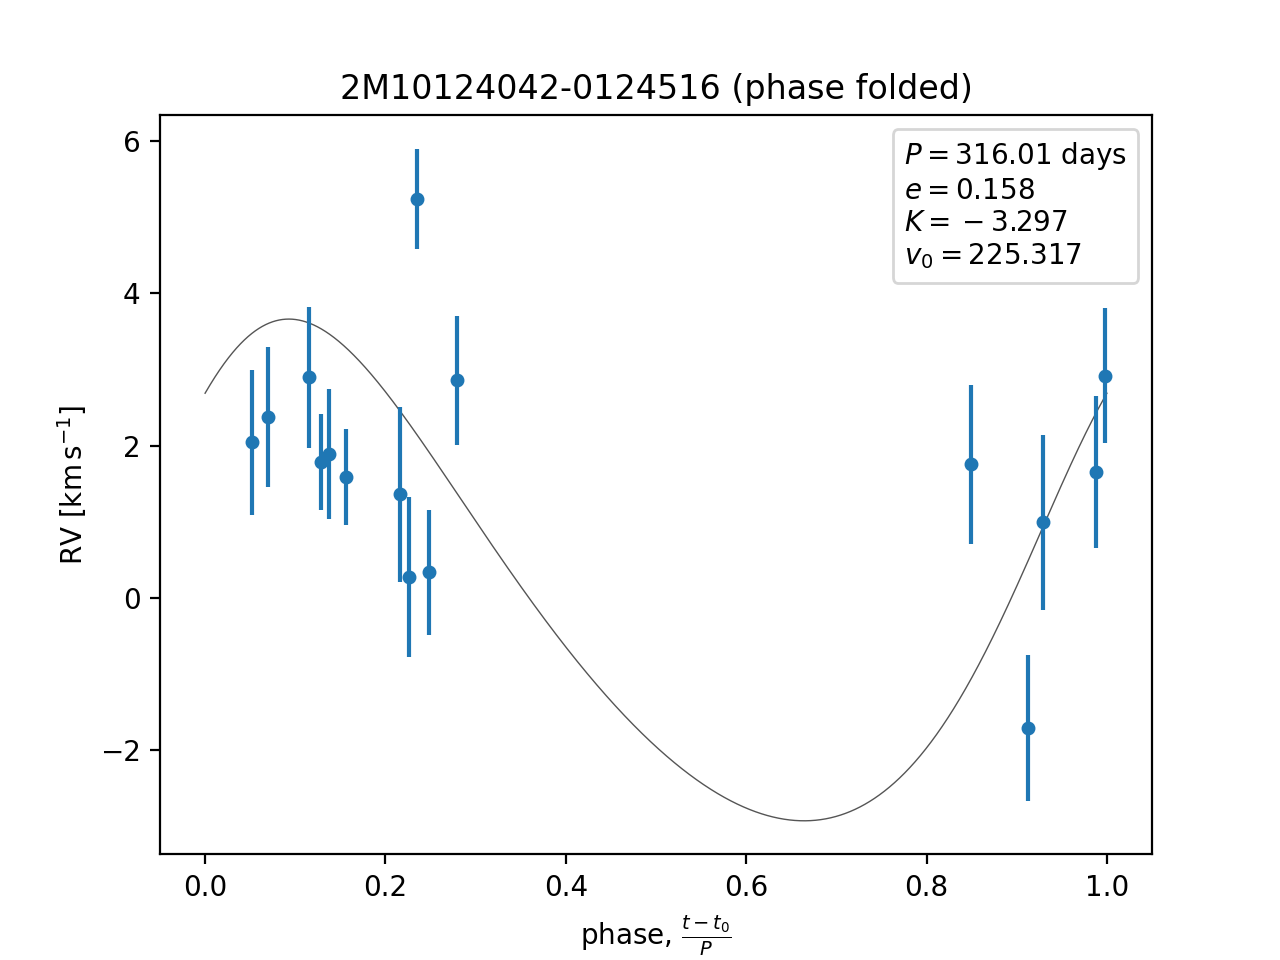 2M10124042-0124516 (phase folded)
P = 316.01 days
e = 0.158
K = −3.297
v₀ = 225.317
RV [km s⁻¹]
6
4
2
0
−2
0.0 0.2 0.4 0.6 0.8 1.0
phase, (t − t₀)/P